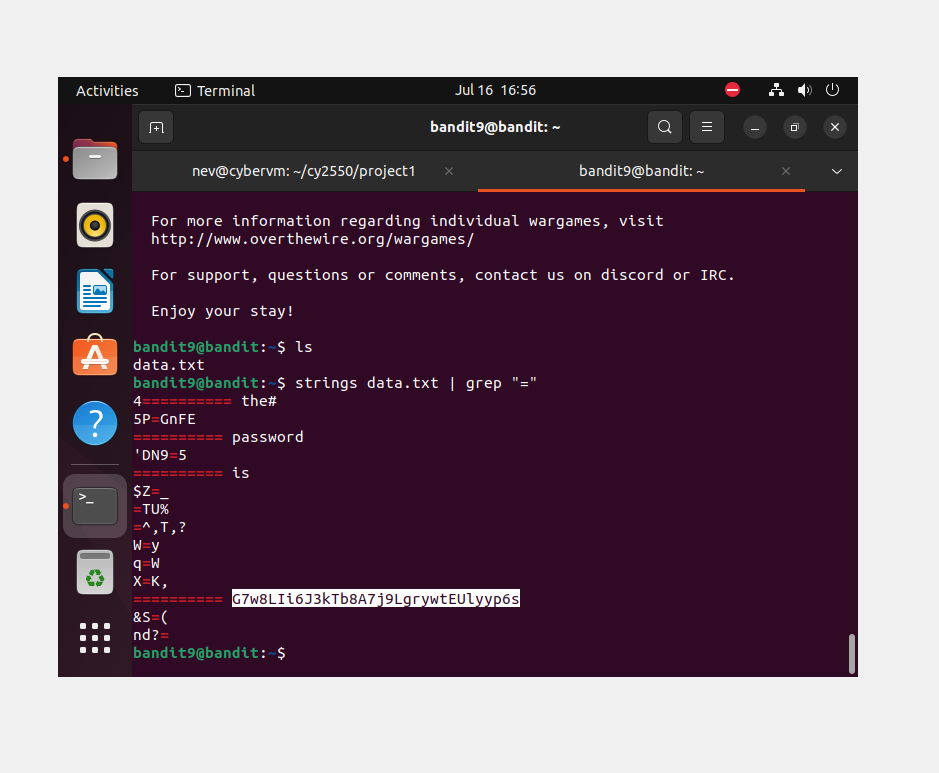 Activities Terminal Jul 16 16:56
bandit9@bandit: ~
nev@cybervm: ~/cy2550/project1 × bandit9@bandit: ~ ×
For more information regarding individual wargames, visit
http://www.overthewire.org/wargames/
For support, questions or comments, contact us on discord or IRC.
Enjoy your stay!
bandit9@bandit:~$ ls
data.txt
bandit9@bandit:~$ strings data.txt | grep "="
4========== the#
5P=GnFE
========== password
'DN9=5
========== is
$Z=_
=TU%
=^,T,?
W=y
q=W
X=K,
========== G7w8LIi6J3kTb8A7j9LgrywtEUlyyp6s
&S=(
nd?=
bandit9@bandit:~$